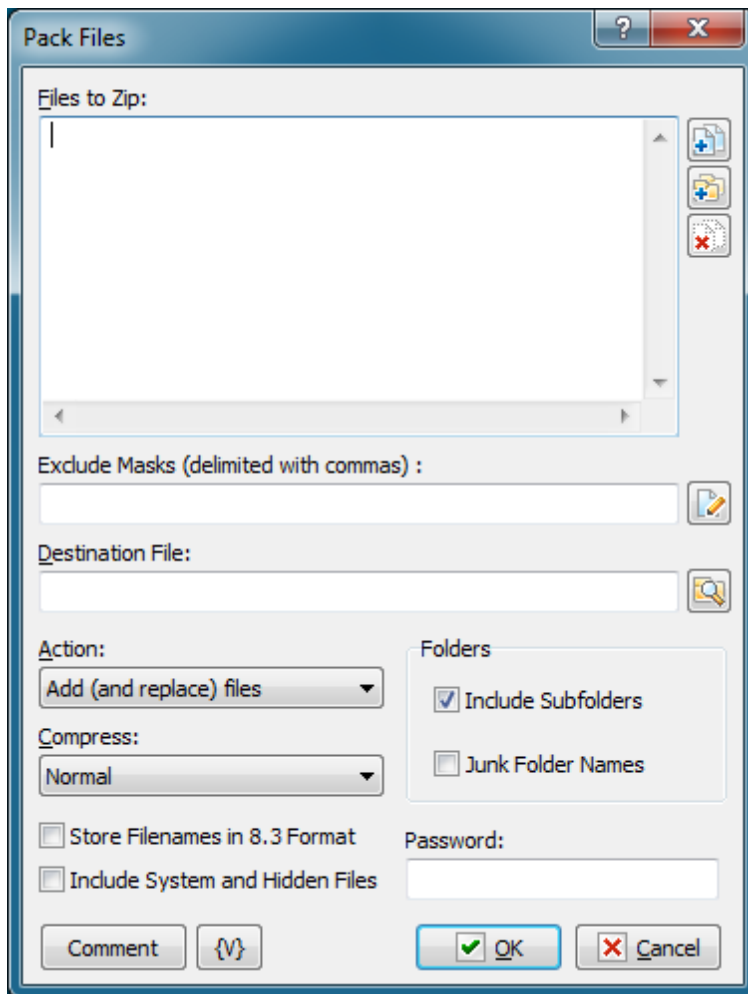 Pack Files
Files to Zip:
Exclude Masks (delimited with commas) :
Destination File:
Action:
Folders
Add (and replace) files
Include Subfolders
Compress:
Normal
Junk Folder Names
Store Filenames in 8.3 Format
Password:
Include System and Hidden Files
Comment
{V}
OK
Cancel